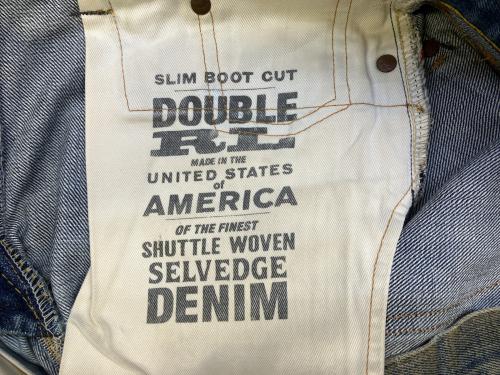 SLIM BOOT CUT
DOUBLE
RL
MADE IN THE
UNITED STATES
of
AMERICA
OF THE FINEST
SHUTTLE WOVEN
SELVEDGE
DENIM